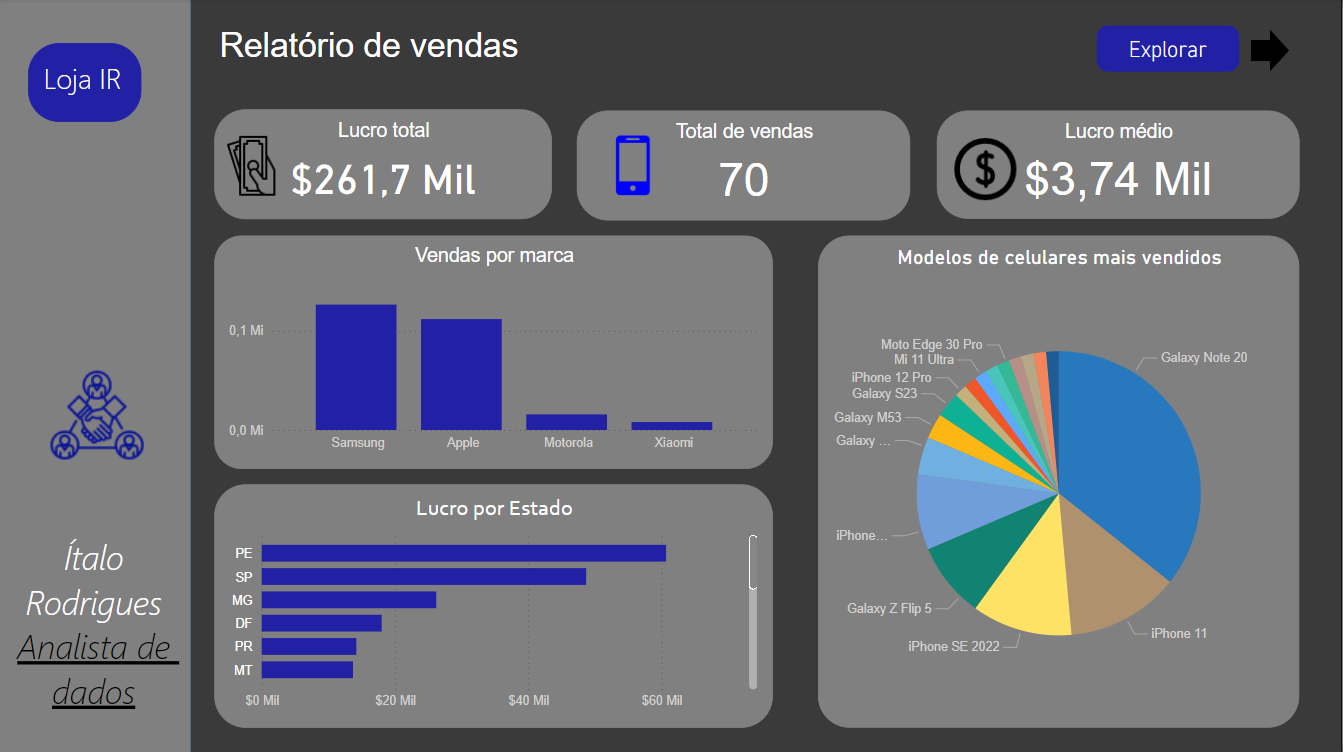 Loja IR
Relatório de vendas
Explorar
Lucro total
$261,7 Mil
Total de vendas
70
Lucro médio
$3,74 Mil
Vendas por marca
0,1 Mi
0,0 Mi
Samsung
Apple
Motorola
Xiaomi
Lucro por Estado
PE
SP
MG
DF
PR
MT
$0 Mil
$20 Mil
$40 Mil
$60 Mil
Modelos de celulares mais vendidos
Moto Edge 30 Pro
Mi 11 Ultra
iPhone 12 Pro
Galaxy S23
Galaxy M53
Galaxy ...
iPhone...
Galaxy Z Flip 5
iPhone SE 2022
iPhone 11
Galaxy Note 20
Ítalo
Rodrigues
Analista de
dados